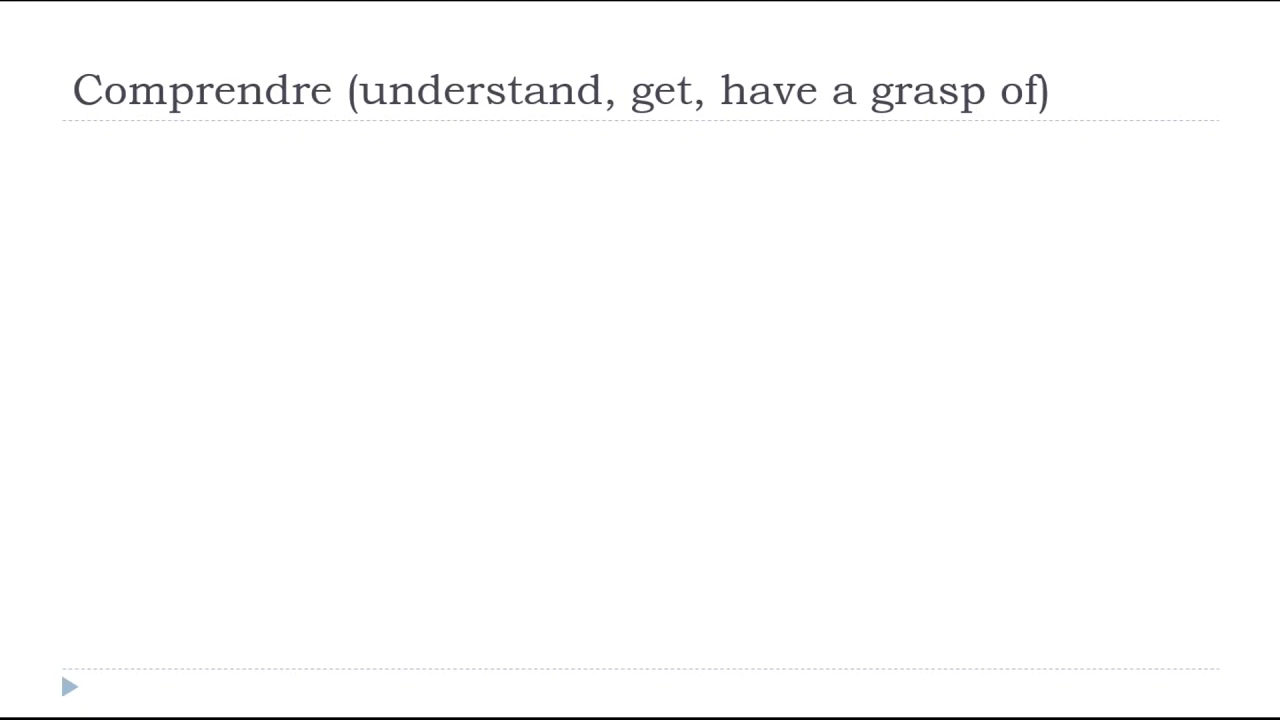 Comprendre (understand, get, have a grasp of)